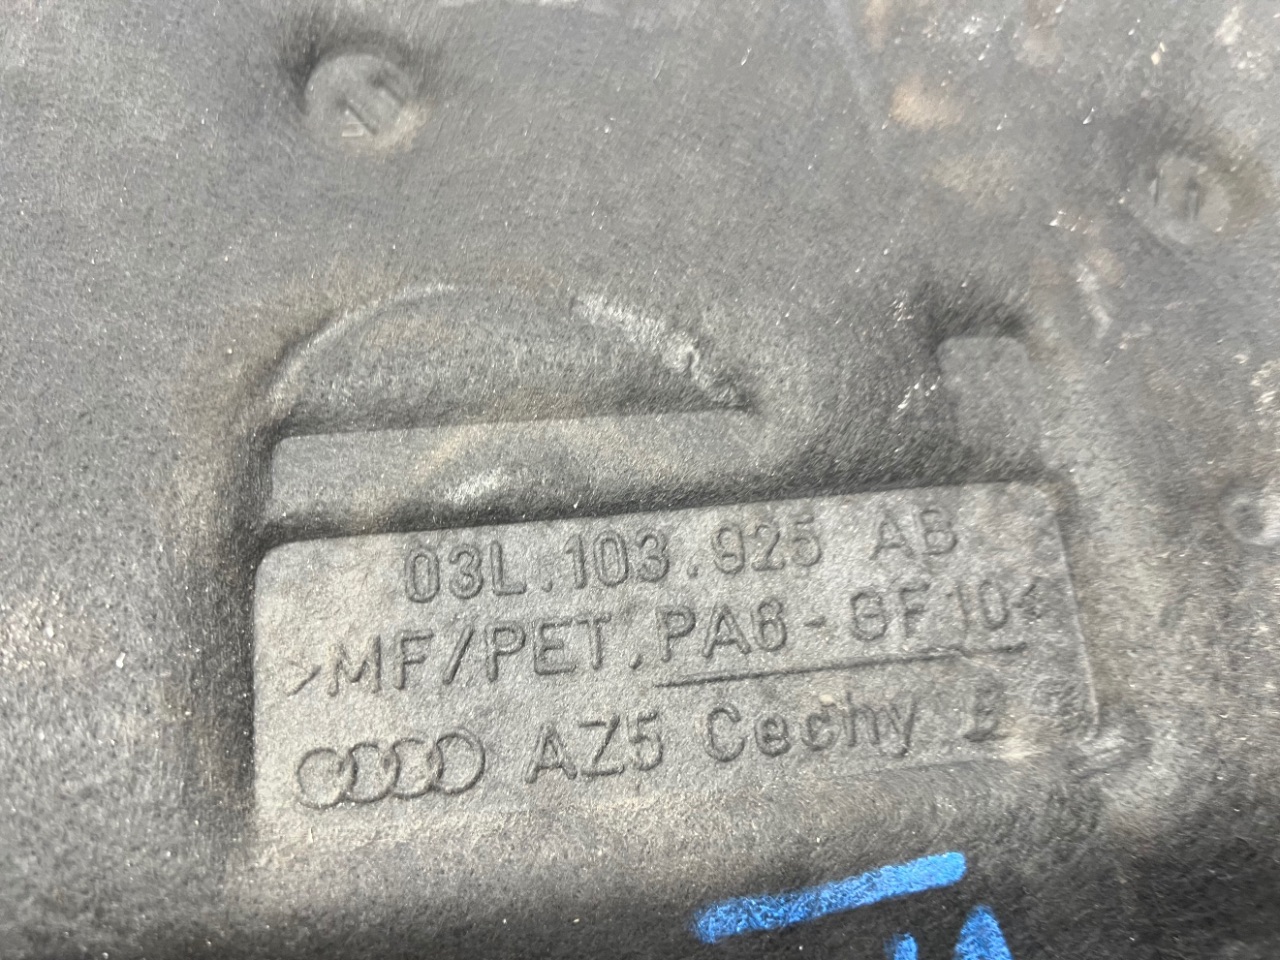 03L.103.925 AB
>MF/PET.PA6-GF10<
AZ5 Cechy